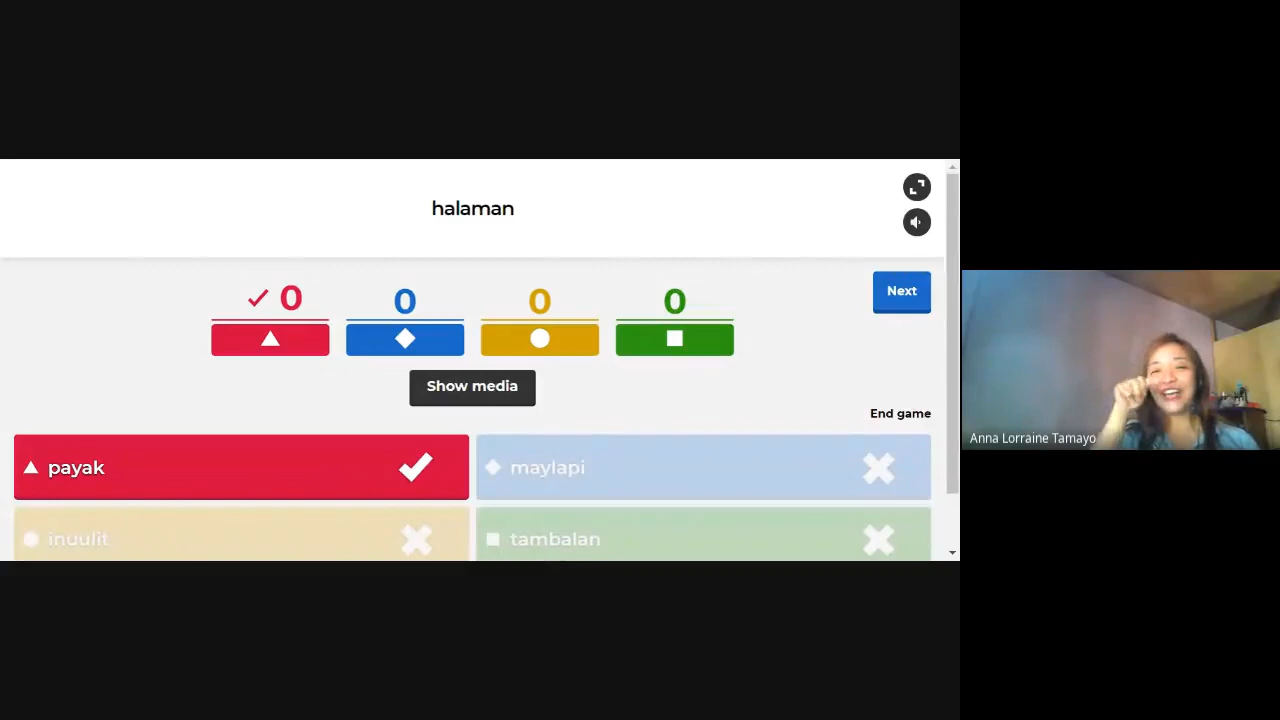 halaman
0
0
0
0
Next
Show media
End game
payak
maylapi
inuulit
tambalan
Anna Lorraine Tamayo